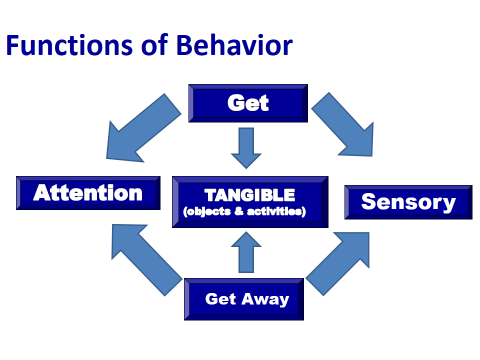 Functions of Behavior
Get
Attention
TANGIBLE
(objects & activities)
Sensory
Get Away